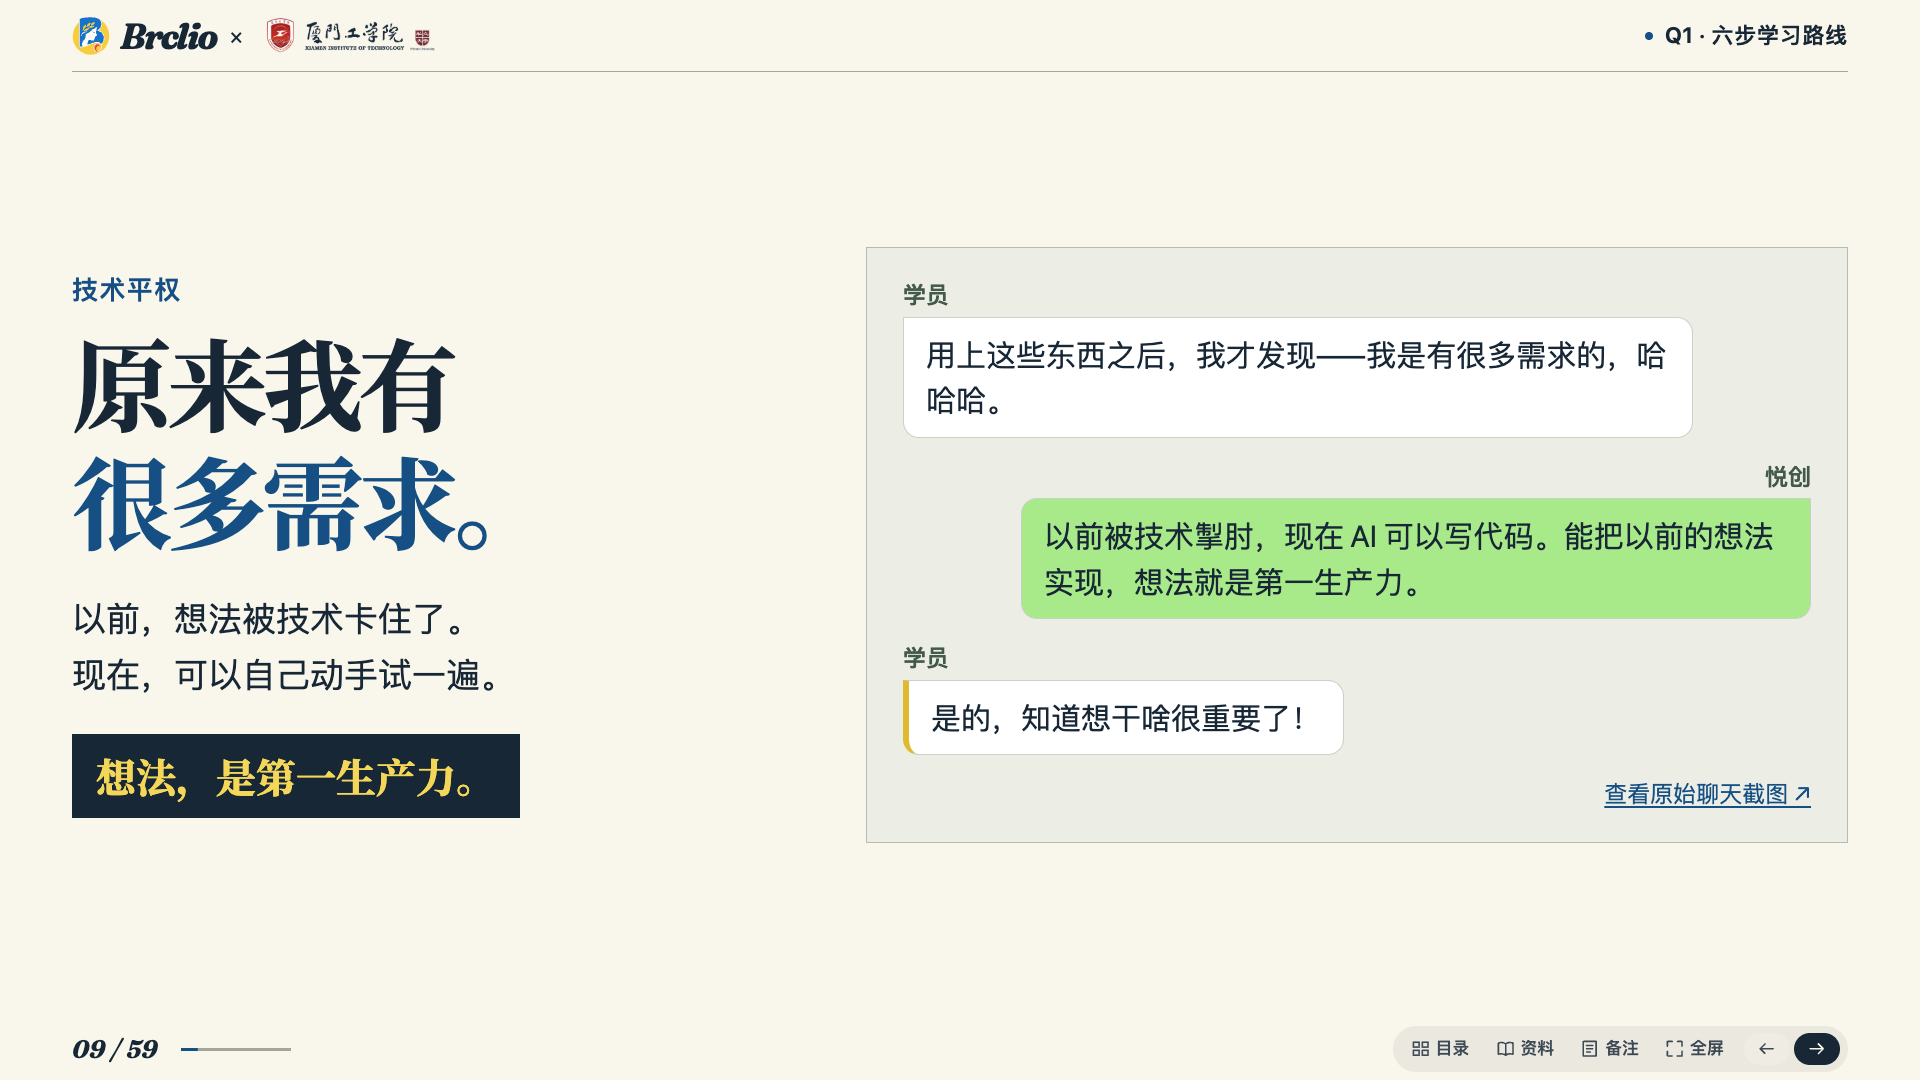 Brclio × 厦门工学院
XIAMEN INSTITUTE OF TECHNOLOGY
Q1 · 六步学习路线
技术平权
原来我有
很多需求。
以前，想法被技术卡住了。
现在，可以自己动手试一遍。
想法，是第一生产力。
学员
用上这些东西之后，我才发现——我是有很多需求的，哈
哈哈。
悦创
以前被技术掣肘，现在 AI 可以写代码。能把以前的想法
实现，想法就是第一生产力。
学员
是的，知道想干啥很重要了！
查看原始聊天截图↗
09 / 59
目录 资料 备注 全屏 ← →